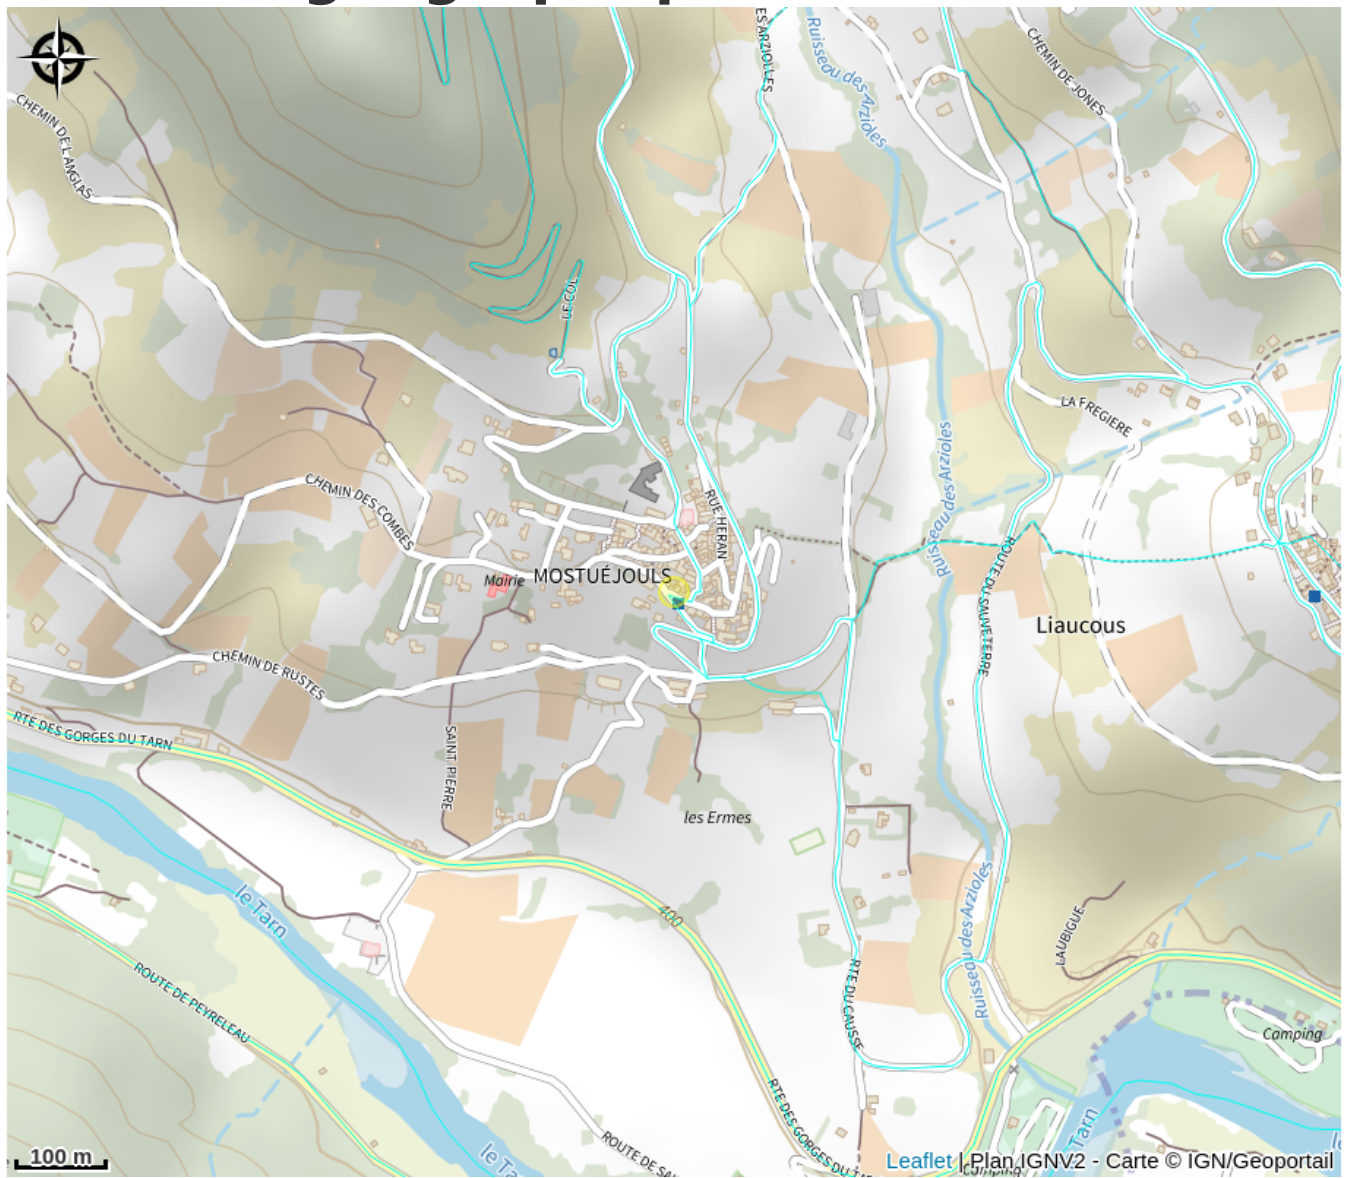 ES ARZIOLLES
Ruisseau des Arzioles
CHEMIN DE JONES
CHEMIN DE L'ANGLAS
LE COL
LA FREGIERE
Ruisseau des Arzioles
CHEMIN DES COMBES
RUE HERAN
ROUTE DU SAUVETERRE
Mairie
MOSTUÉJOULS
Liaucous
CHEMIN DE RUSTES
RTE DES GORGES DU TARN
SAINT PIERRE
les Ermes
le Tarn
400
Ruisseau des Arzioles
LAUBIGUE
ROUTE DE PEYRELEAU
RTE DU CAUSSE
Camping
RTE DES GORGES DU
Tarn
ROUTE DE
100 m
Leaflet | Plan IGNV2 - Carte © IGN/Geoportail